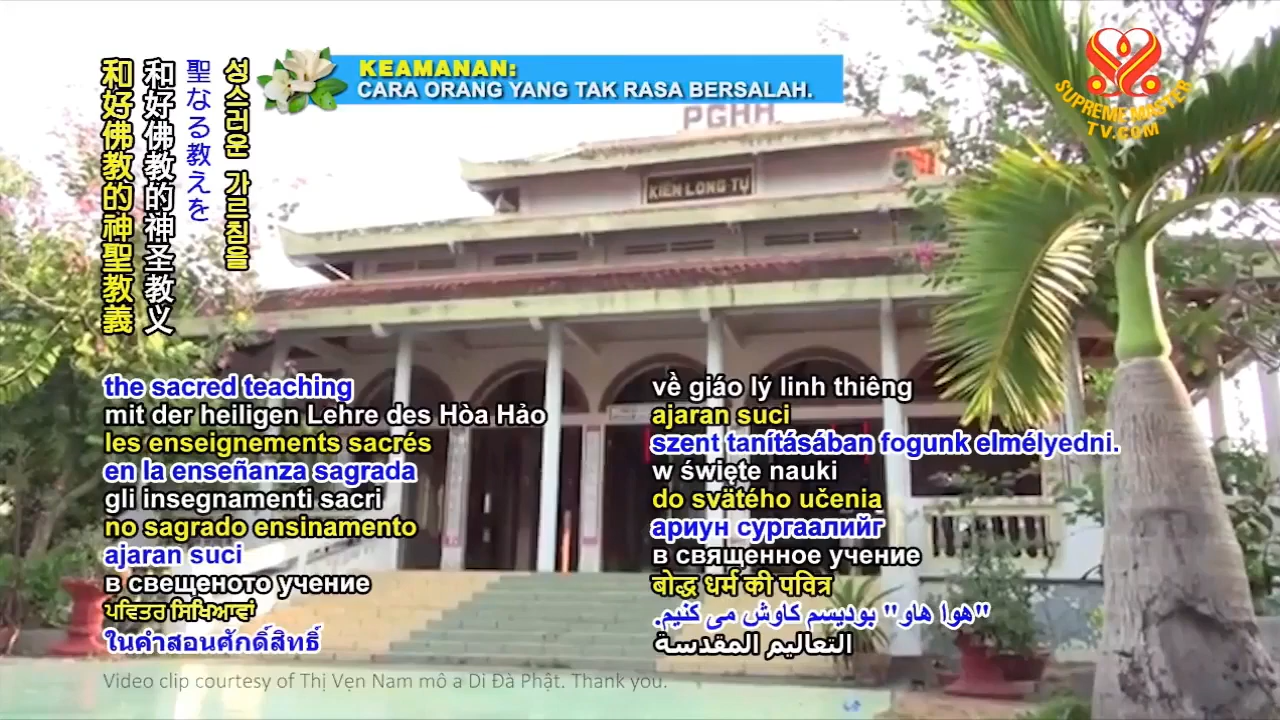 KEAMANAN:
CARA ORANG YANG TAK RASA BERSALAH.
SUPREME MASTER
TV.COM
PGHH
KIẾN LONG TỰ
성스러운 가르침을
聖なる教えを
和好佛教的神圣教义
和好佛教的神聖教義
the sacred teaching
mit der heiligen Lehre des Hòa Hảo
les enseignements sacrés
en la enseñanza sagrada
gli insegnamenti sacri
no sagrado ensinamento
ajaran suci
в свещеното учение
ਪਵਿਤਰ ਸਿਖਿਆਵਾਂ
ในคำสอนศักดิ์สิทธิ์
về giáo lý linh thiêng
ajaran suci
szent tanításában fogunk elmélyedni.
w święte nauki
do svätého učenia
ариун сургаалийг
в священное учение
बोद्ध धर्म की पवित्र
"هوا هاو" بودیسم کاوش می کنیم.
التعاليم المقدسة
Video clip courtesy of Thị Vẹn Nam mô a Di Đà Phật. Thank you.